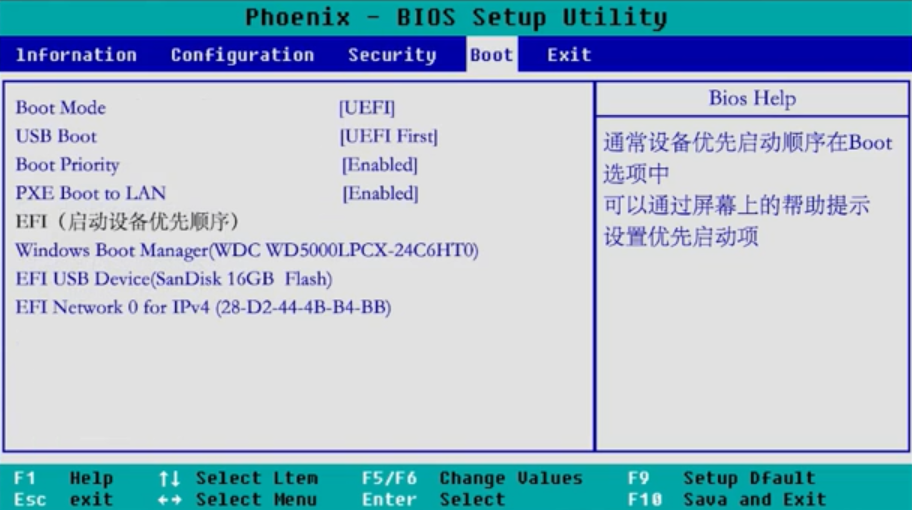 Phoenix - BIOS Setup Utility
Infornation Configuration Security Boot Exit
Boot Mode [UEFI]
USB Boot [UEFI First]
Boot Priority [Enabled]
PXE Boot to LAN [Enabled]
EFI（启动设备优先顺序）
Windows Boot Manager(WDC WD5000LPCX-24C6HT0)
EFI USB Device(SanDisk 16GB Flash)
EFI Network 0 for IPv4 (28-D2-44-4B-B4-BB)
Bios Help
通常设备优先启动顺序在Boot
选项中
可以通过屏幕上的帮助提示
设置优先启动项
F1 Help ↑↓ Select Ltem F5/F6 Change Values F9 Setup Dfault
Esc exit ←→ Select Menu Enter Select F10 Sava and Exit